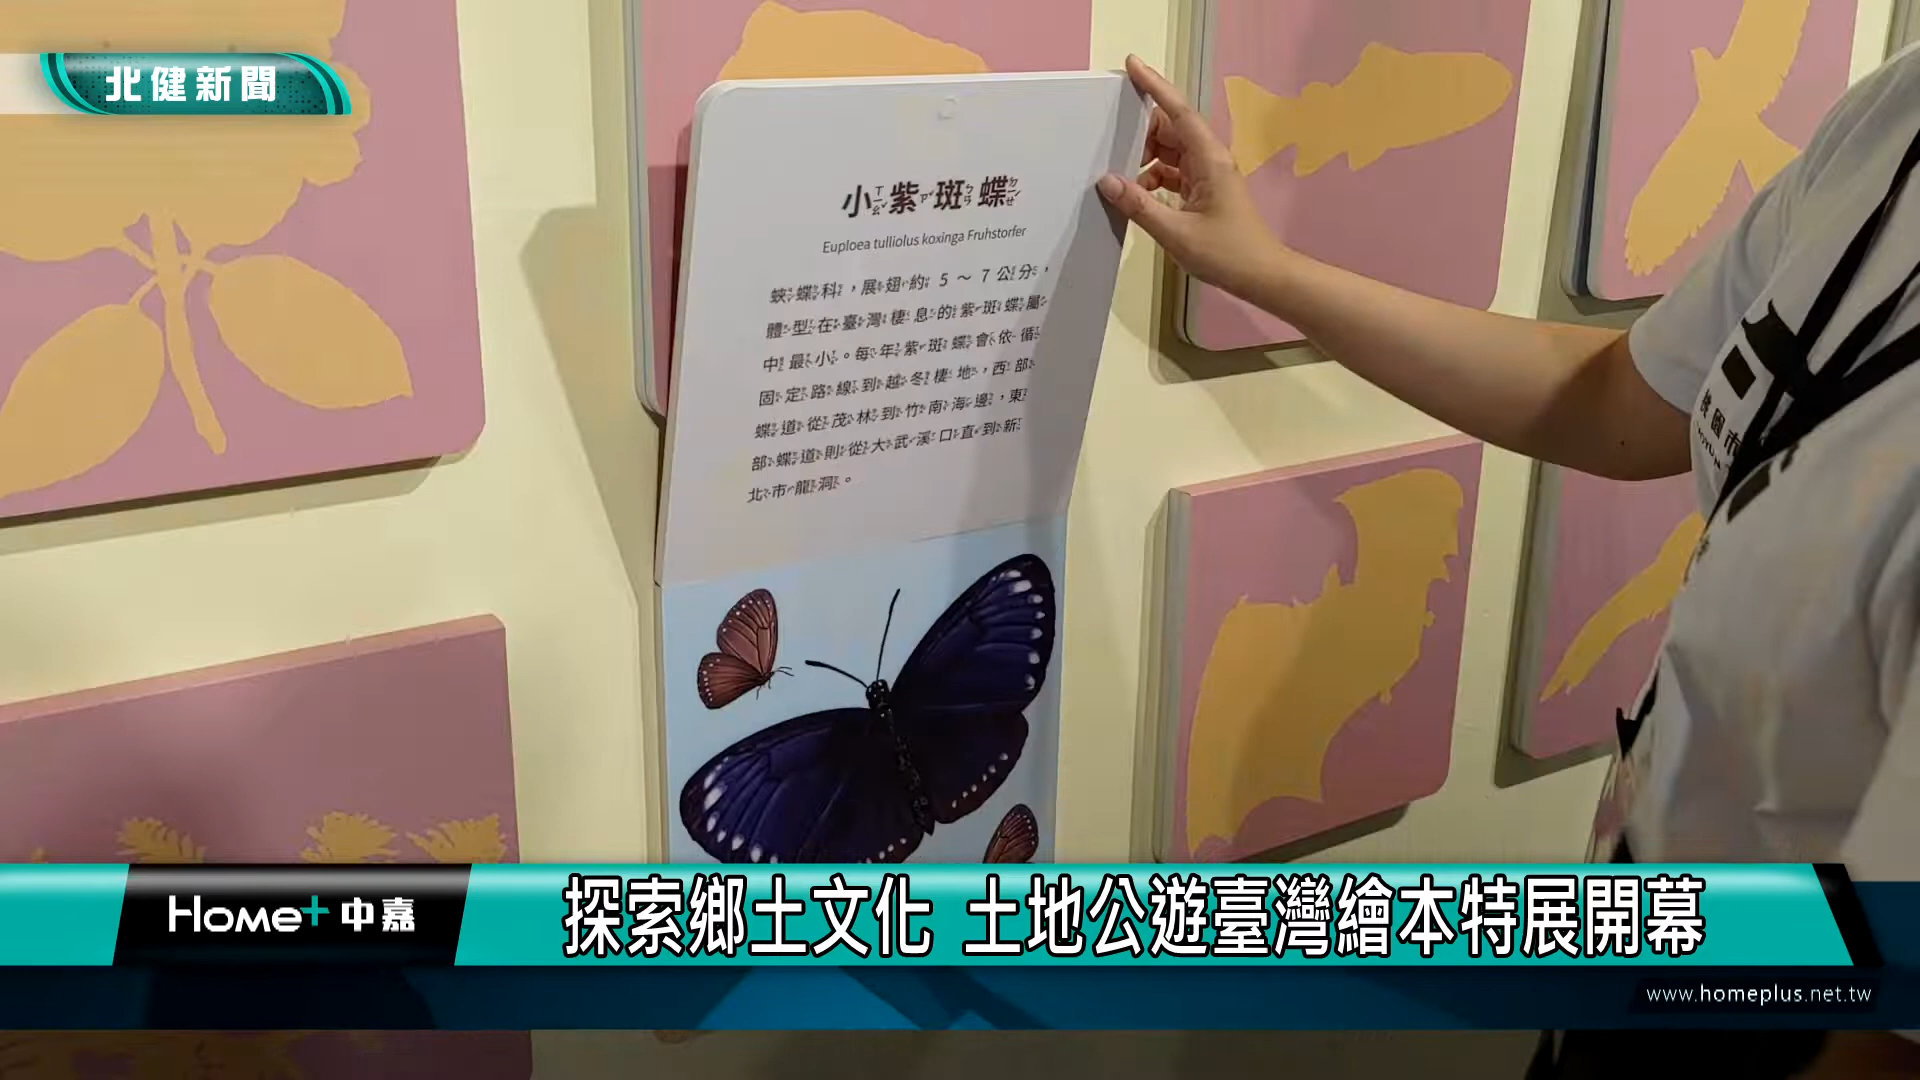 北健新聞
小紫斑蝶
Euploea tulliolus koxinga Fruhstorfer
蛺蝶科，展翅約 5 ～ 7 公分，
體型在臺灣棲息的紫斑蝶屬
中最小。每年紫斑蝶會依循
固定路線到越冬棲地，西部
蝶道從茂林到竹南海邊，東
部蝶道則從大武溪口直到新
北市龍洞。
桃園市
Home+ 中嘉
探索鄉土文化 土地公遊臺灣繪本特展開幕
www.homeplus.net.tw